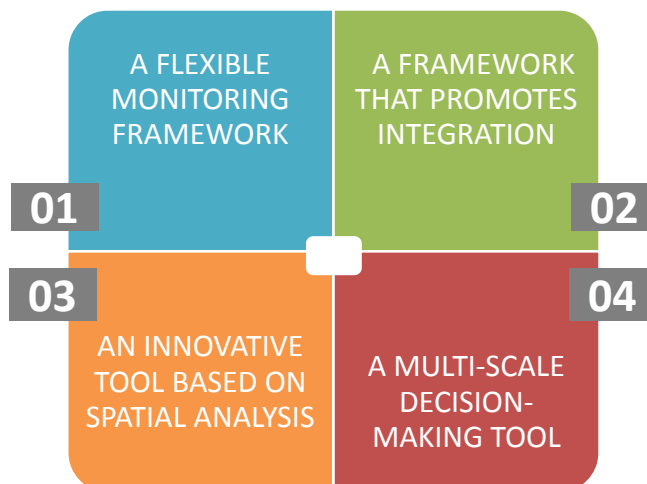 A FLEXIBLE
MONITORING
FRAMEWORK
01
A FRAMEWORK
THAT PROMOTES
INTEGRATION
02
03
AN INNOVATIVE
TOOL BASED ON
SPATIAL ANALYSIS
04
A MULTI-SCALE
DECISION-
MAKING TOOL